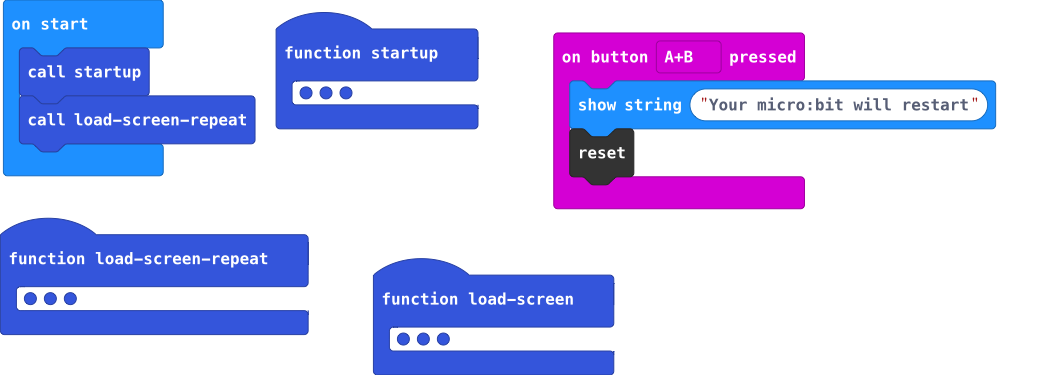 on start
call startup
call load-screen-repeat
function startup
on button A+B pressed
show string "Your micro:bit will restart"
reset
function load-screen-repeat
function load-screen